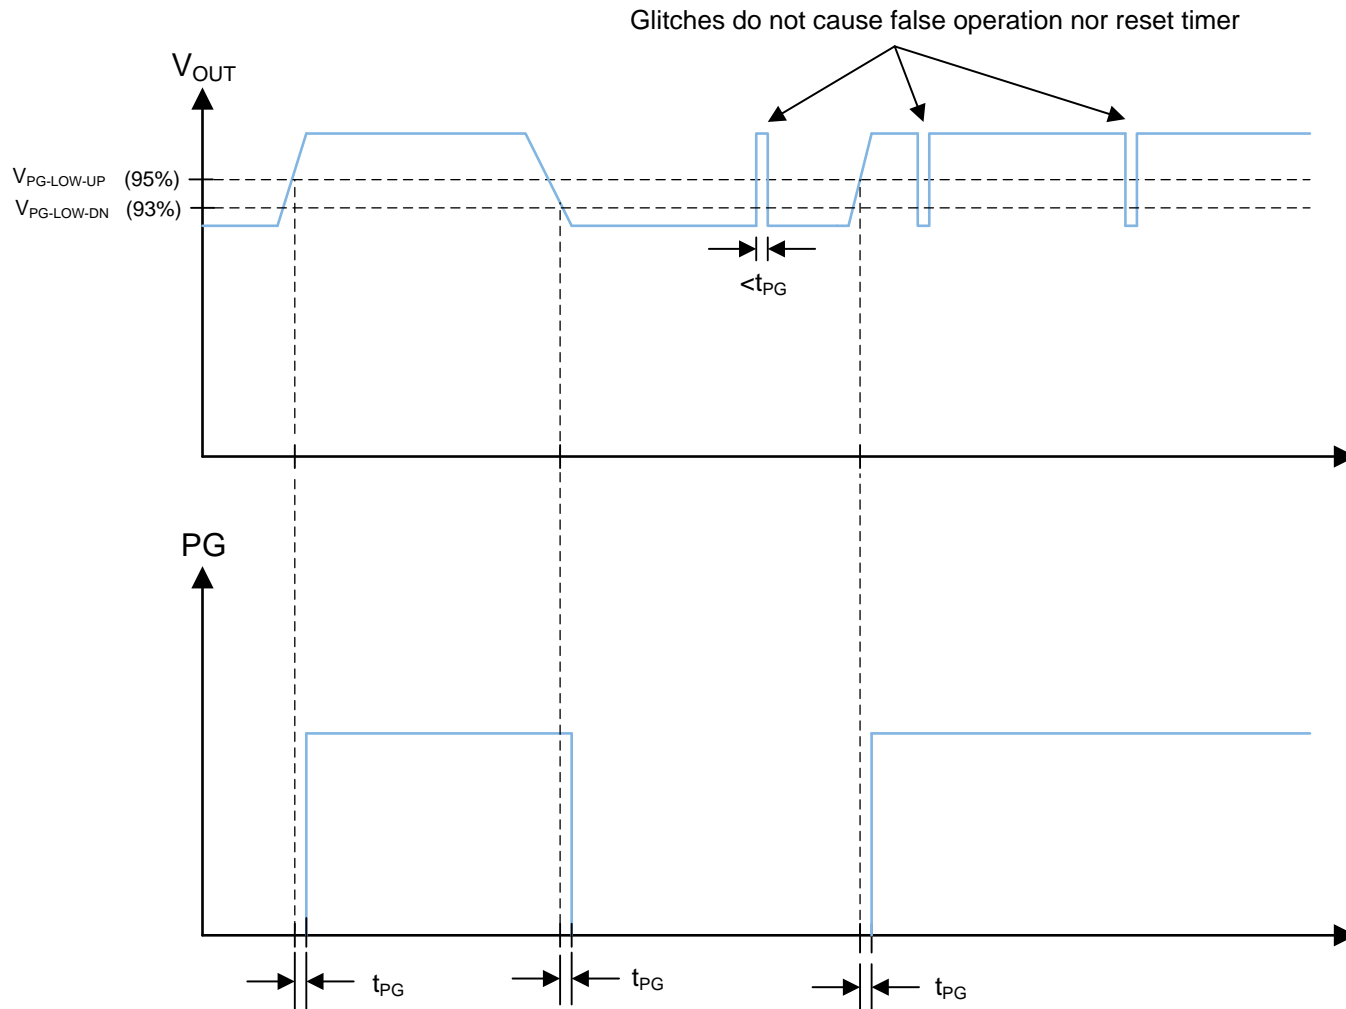 Glitches do not cause false operation nor reset timer
VOUT
VPG-LOW-UP (95%)
VPG-LOW-DN (93%)
<tPG
PG
tPG
tPG
tPG